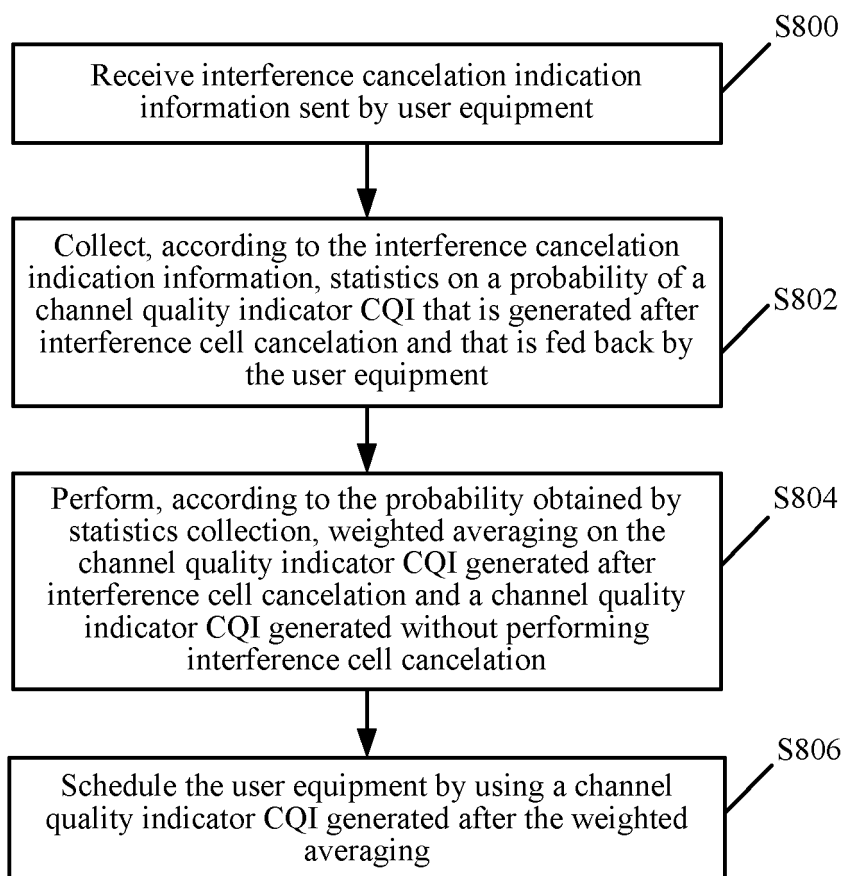 S800
Receive interference cancelation indication
information sent by user equipment
Collect, according to the interference cancelation
indication information, statistics on a probability of a
channel quality indicator CQI that is generated after
interference cell cancelation and that is fed back by
the user equipment
S802
Perform, according to the probability obtained by
statistics collection, weighted averaging on the
channel quality indicator CQI generated after
interference cell cancelation and a channel quality
indicator CQI generated without performing
interference cell cancelation
S804
Schedule the user equipment by using a channel
quality indicator CQI generated after the weighted
averaging
S806